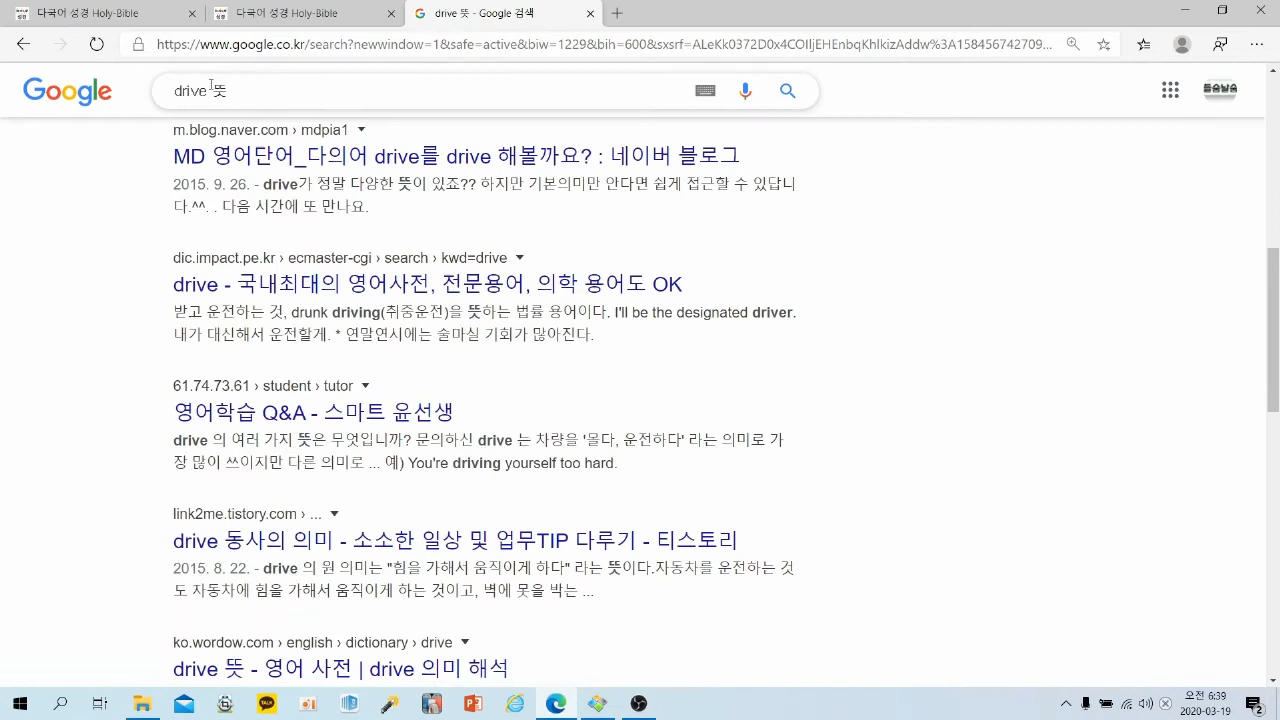 다국어 성경 Holy-Bible
다국어 성경 Holy-Bible
drive 뜻 - Google 검색
https://www.google.co.kr/search?newwindow=1&safe=active&biw=1229&bih=600&sxsrf=ALeKk0372D0x4COIljEHEnbqKhlkizAddw%3A158456742709...
Google
drive 뜻
들숨날숨
m.blog.naver.com › mdpia1
MD 영어단어_다의어 drive를 drive 해볼까요? : 네이버 블로그
2015. 9. 26. - drive가 정말 다양한 뜻이 있죠?? 하지만 기본의미만 안다면 쉽게 접근할 수 있답니
다.^^. . 다음 시간에 또 만나요.
dic.impact.pe.kr › ecmaster-cgi › search › kwd=drive
drive - 국내최대의 영어사전, 전문용어, 의학 용어도 OK
받고 운전하는 것, drunk driving(취중운전)을 뜻하는 법률 용어이다. I'll be the designated driver.
내가 대신해서 운전할게. * 연말연시에는 술마실 기회가 많아진다.
61.74.73.61 › student › tutor
영어학습 Q&A - 스마트 윤선생
drive 의 여러 가지 뜻은 무엇입니까? 문의하신 drive 는 차량을 '몰다, 운전하다' 라는 의미로 가
장 많이 쓰이지만 다른 의미로 ... 예) You're driving yourself too hard.
link2me.tistory.com › ...
drive 동사의 의미 - 소소한 일상 및 업무TIP 다루기 - 티스토리
2015. 8. 22. - drive 의 원 의미는 "힘을 가해서 움직이게 하다" 라는 뜻이다.자동차를 운전하는 것
도 자동차에 힘을 가해서 움직이게 하는 것이고, 벽에 못을 박는 ...
ko.wordow.com › english › dictionary › drive
drive 뜻 - 영어 사전 | drive 의미 해석
TALK
오전 6:39
2020-03-19
2